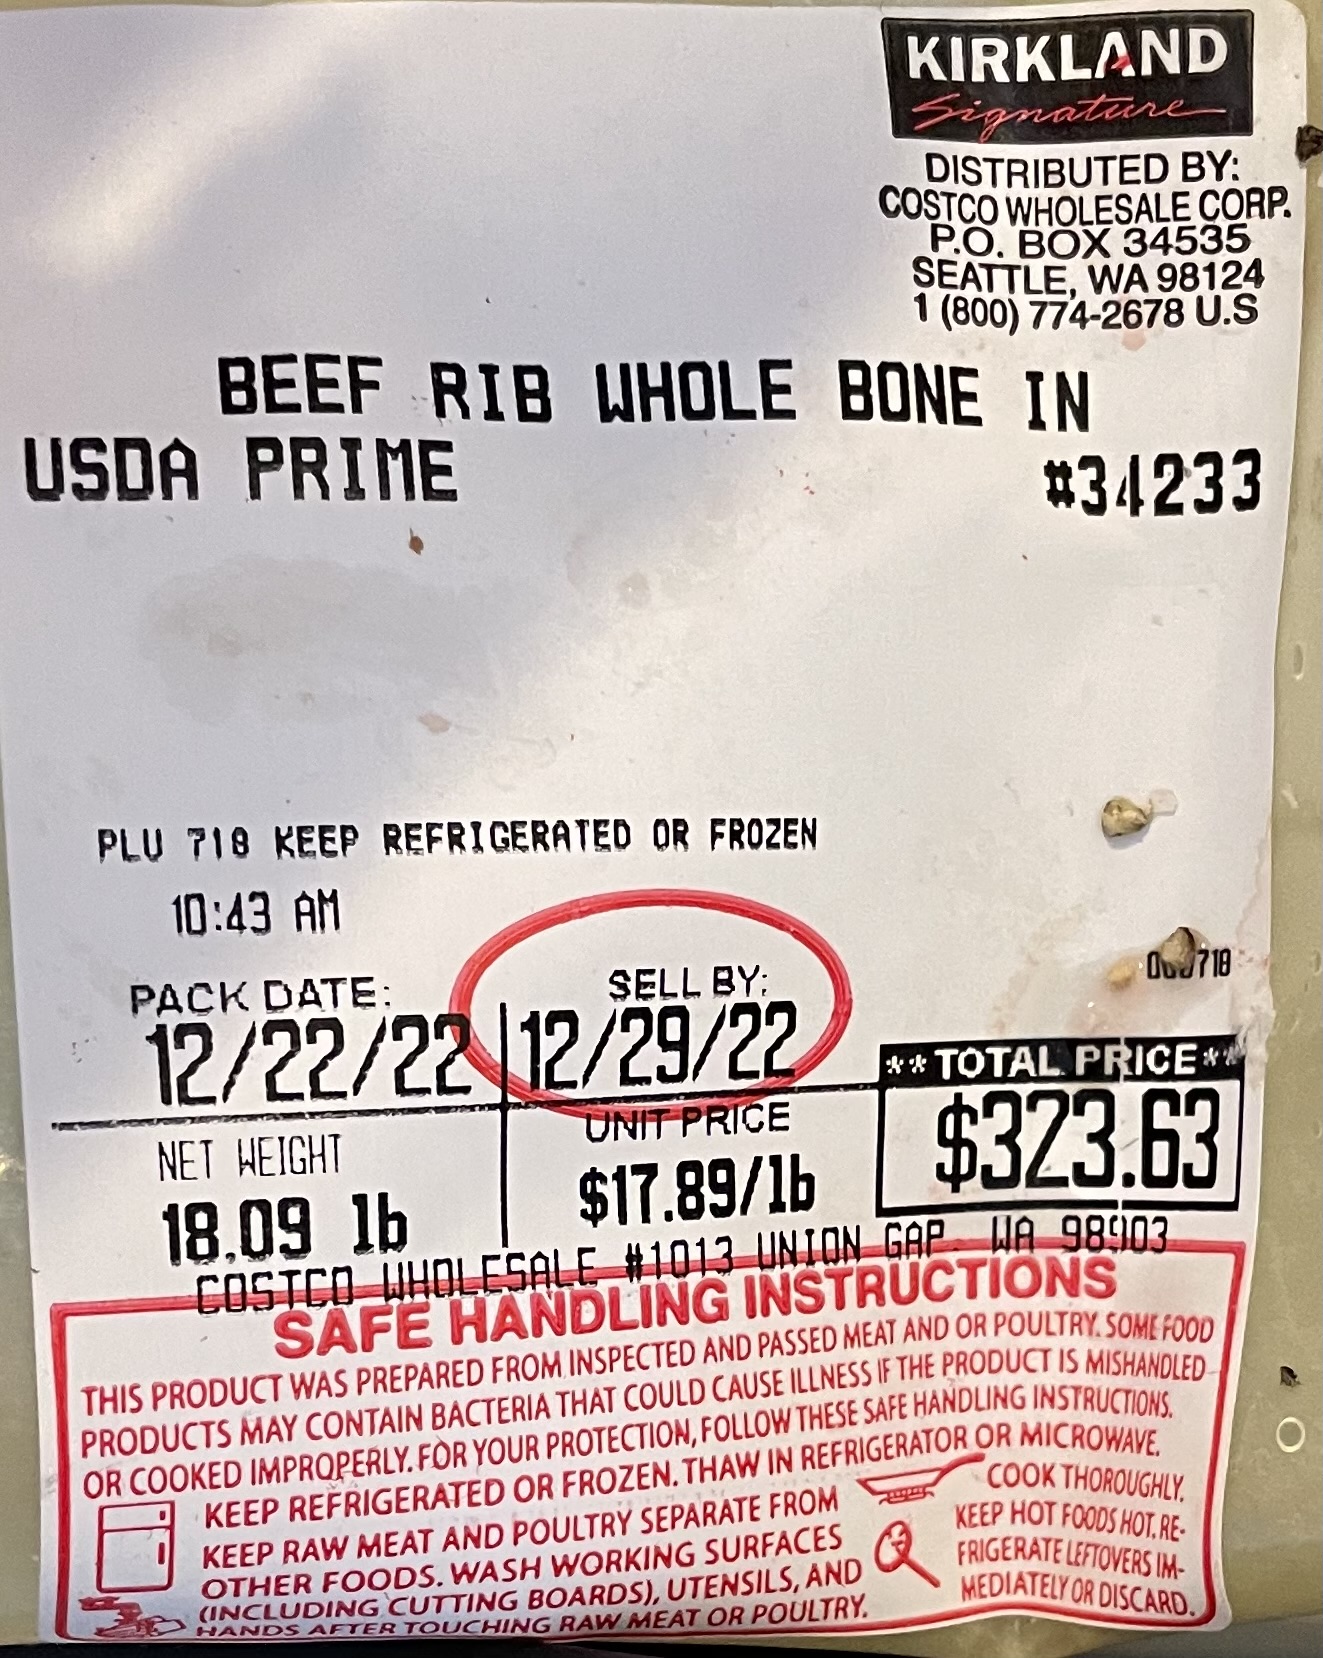 KIRKLAND
Signature
DISTRIBUTED BY:
COSTCO WHOLESALE CORP.
P.O. BOX 34535
SEATTLE, WA 98124
1 (800) 774-2678 U.S
BEEF RIB WHOLE BONE IN
USDA PRIME #34233
PLU 718 KEEP REFRIGERATED OR FROZEN
10:43 AM
718
PACK DATE: SELL BY:
12/22/22 12/29/22
**TOTAL PRICE**
$323.63
NET WEIGHT UNIT PRICE
18.09 lb $17.89/lb
COSTCO WHOLESALE #1013 UNION GAP WA 98903
SAFE HANDLING INSTRUCTIONS
THIS PRODUCT WAS PREPARED FROM INSPECTED AND PASSED MEAT AND OR POULTRY. SOME FOOD
PRODUCTS MAY CONTAIN BACTERIA THAT COULD CAUSE ILLNESS IF THE PRODUCT IS MISHANDLED
OR COOKED IMPROPERLY. FOR YOUR PROTECTION, FOLLOW THESE SAFE HANDLING INSTRUCTIONS.
KEEP REFRIGERATED OR FROZEN. THAW IN REFRIGERATOR OR MICROWAVE.
KEEP RAW MEAT AND POULTRY SEPARATE FROM
OTHER FOODS. WASH WORKING SURFACES
(INCLUDING CUTTING BOARDS), UTENSILS, AND
HANDS AFTER TOUCHING RAW MEAT OR POULTRY.
COOK THOROUGHLY.
KEEP HOT FOODS HOT. RE-
FRIGERATE LEFTOVERS IM-
MEDIATELY OR DISCARD.